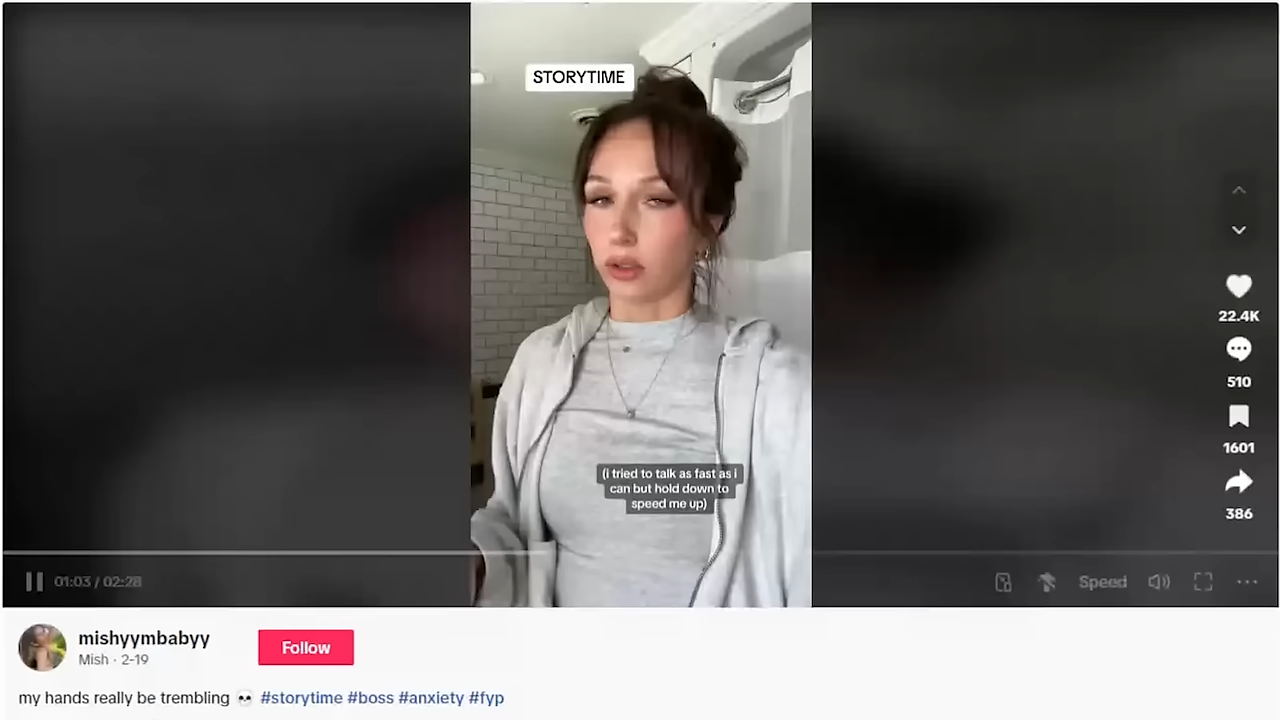 STORYTIME
(i tried to talk as fast as i
can but hold down to
speed me up)
22.4K
510
1601
386
01:03 / 02:28
Speed
mishyymbabyy
Mish · 2-19
Follow
my hands really be trembling 💀 #storytime #boss #anxiety #fyp